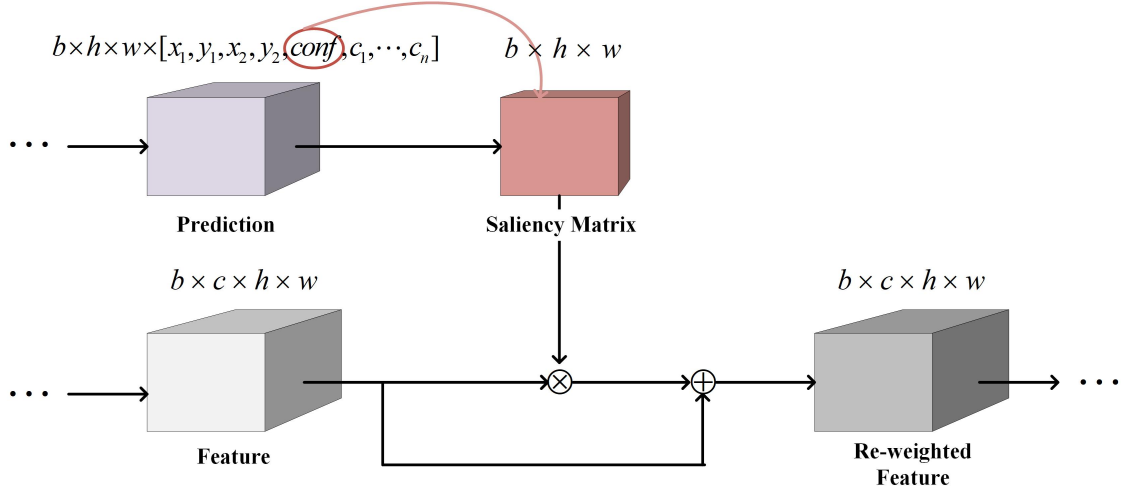 b×h×w×[x₁,y₁,x₂,y₂,conf,c₁,⋯,cₙ]
b × h × w
···
Prediction
Saliency Matrix
b × c × h × w
b × c × h × w
⊗
⊕
···
···
Feature
Re-weighted
Feature